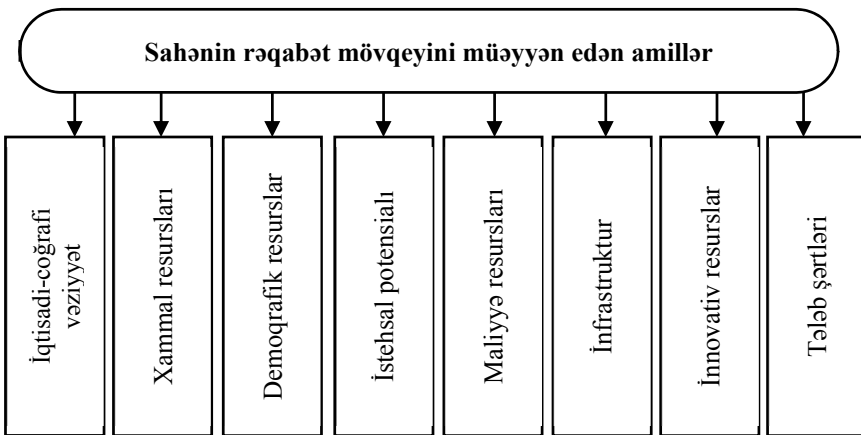 Sahənin rəqabət mövqeyini müəyyən edən amillər
İqtisadi-coğrafi
vəziyyət
Xammal resursları
Demoqrafik resurslar
İstehsal potensialı
Maliyyə resursları
İnfrastruktur
İnnovativ resurslar
Tələb şərtləri